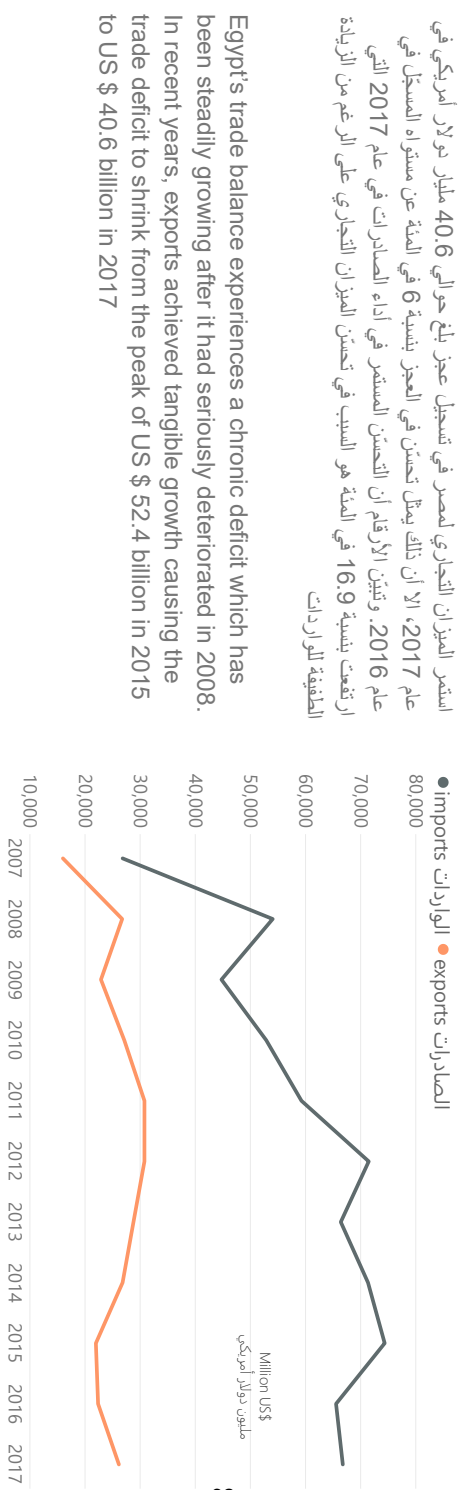 استمر الميزان التجاري لمصر في تسجيل عجز بلغ حوالي 40.6 مليار دولار أمريكي في
عام 2017، الا أن ذلك يمثل تحسّن في العجز بنسبة 6 في المئة عن مستواه المسجّل في
عام 2016. وتبيّن الأرقام أن التحسّن المستمر في أداء الصادرات في عام 2017 التي
ارتفعت بنسبة 16.9 في المئة هو السبب في تحسّن الميزان التجاري على الرغم من الزيادة
الطفيفة للواردات
Egypt's trade balance experiences a chronic deficit which has
been steadily growing after it had seriously deteriorated in 2008.
In recent years, exports achieved tangible growth causing the
trade deficit to shrink from the peak of US $ 52.4 billion in 2015
to US $ 40.6 billion in 2017
imports الواردات exports الصادرات
80,000
70,000
60,000
50,000
40,000
30,000
20,000
10,000
Million US$
مليون دولار أمريكي
2007 2008 2009 2010 2011 2012 2013 2014 2015 2016 2017